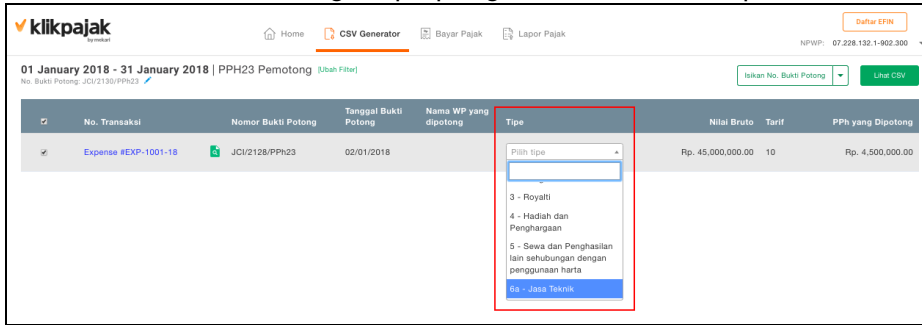 klikpajak
by mekari
Home
CSV Generator
Bayar Pajak
Lapor Pajak
Daftar EFIN
NPWP: 07.228.132.1-902.300
01 January 2018 - 31 January 2018 | PPH23 Pemotong [Ubah Filter]
No. Bukti Potong: JCI/2130/PPh23
Isikan No. Bukti Potong
Lihat CSV
No. Transaksi
Nomor Bukti Potong
Tanggal Bukti
Potong
Nama WP yang
dipotong
Tipe
Nilai Bruto
Tarif
PPh yang Dipotong
Expense #EXP-1001-18
JCI/2128/PPh23
02/01/2018
Pilih tipe
Rp. 45,000,000.00
10
Rp. 4,500,000.00
3 - Royalti
4 - Hadiah dan
Penghargaan
5 - Sewa dan Penghasilan
lain sehubungan dengan
penggunaan harta
6a - Jasa Teknik